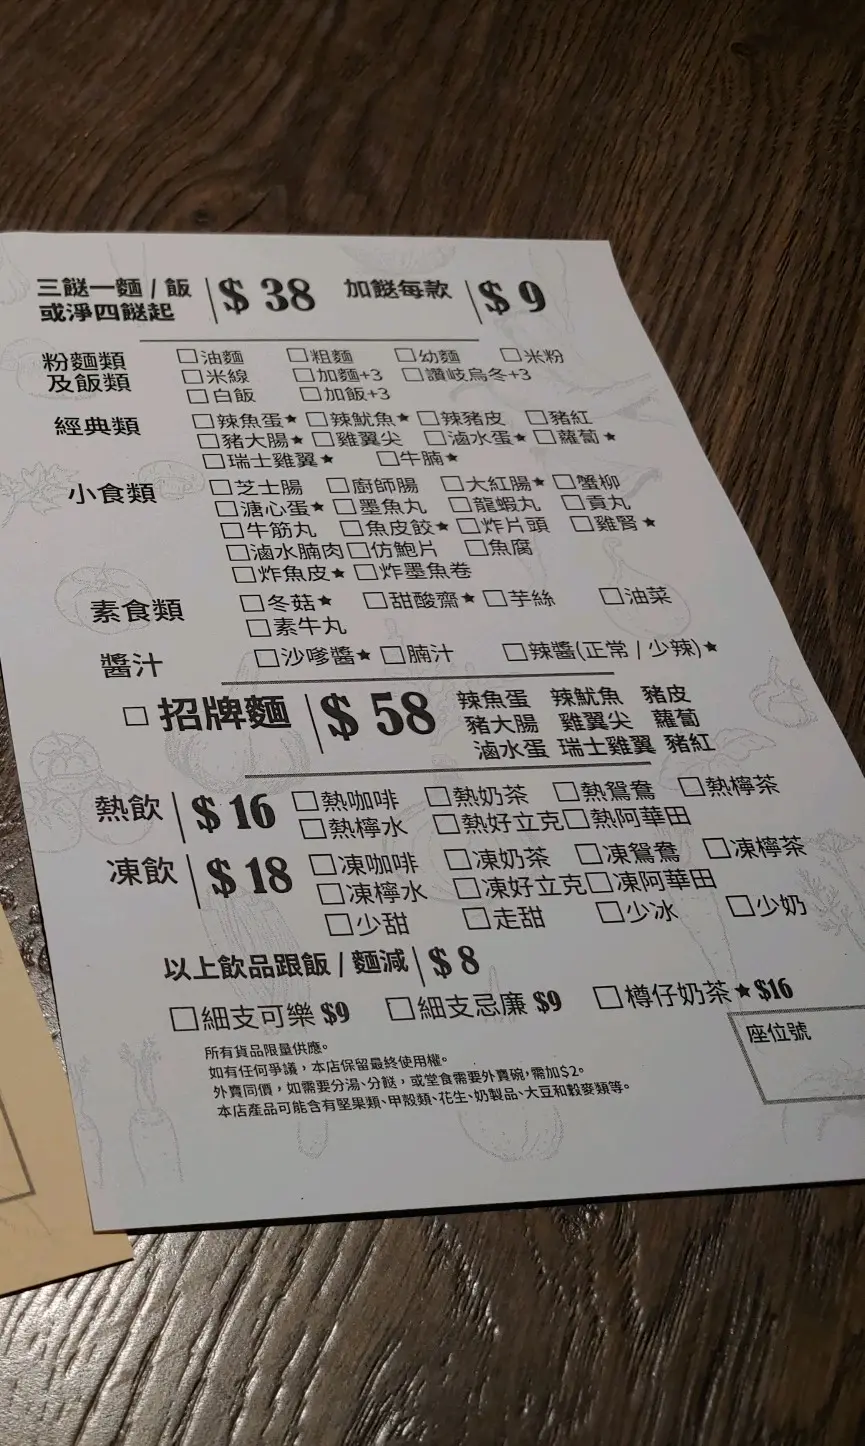 三餸一麵 / 飯 $ 38 加餸每款 $ 9
或淨四餸起
粉麵類 □油麵 □粗麵 □幼麵 □米粉
及飯類 □米線 □加麵+3 □讚岐烏冬+3
□白飯 □加飯+3
經典類 □辣魚蛋★ □辣魷魚★ □辣豬皮 □豬紅
□豬大腸★ □雞翼尖 □滷水蛋★ □蘿蔔★
□瑞士雞翼★ □牛腩★
小食類 □芝士腸 □廚師腸 □大紅腸★ □蟹柳
□溏心蛋★ □墨魚丸 □龍蝦丸 □貢丸
□牛筋丸 □魚皮餃★ □炸片頭 □雞腎★
□滷水腩肉 □仿鮑片 □魚腐
□炸魚皮★ □炸墨魚卷
素食類 □冬菇★ □甜酸齋★ □芋絲 □油菜
□素牛丸
醬汁 □沙嗲醬★ □腩汁 □辣醬(正常 / 少辣)★
□ 招牌麵 $ 58 辣魚蛋 辣魷魚 豬皮
豬大腸 雞翼尖 蘿蔔
滷水蛋 瑞士雞翼 豬紅
熱飲 $ 16 □熱咖啡 □熱奶茶 □熱鴛鴦 □熱檸茶
□熱檸水 □熱好立克 □熱阿華田
凍飲 $ 18 □凍咖啡 □凍奶茶 □凍鴛鴦 □凍檸茶
□凍檸水 □凍好立克 □凍阿華田
□少甜 □走甜 □少冰 □少奶
以上飲品跟飯 / 麵減 $ 8
□細支可樂 $9 □細支忌廉 $9 □樽仔奶茶★$16
所有貨品限量供應。
如有任何爭議，本店保留最終使用權。
外賣同價，如需要分湯、分餸，或堂食需要外賣碗，需加$2。
本店產品可能含有堅果類、甲殼類、花生、奶製品、大豆和穀麥類等。
座位號